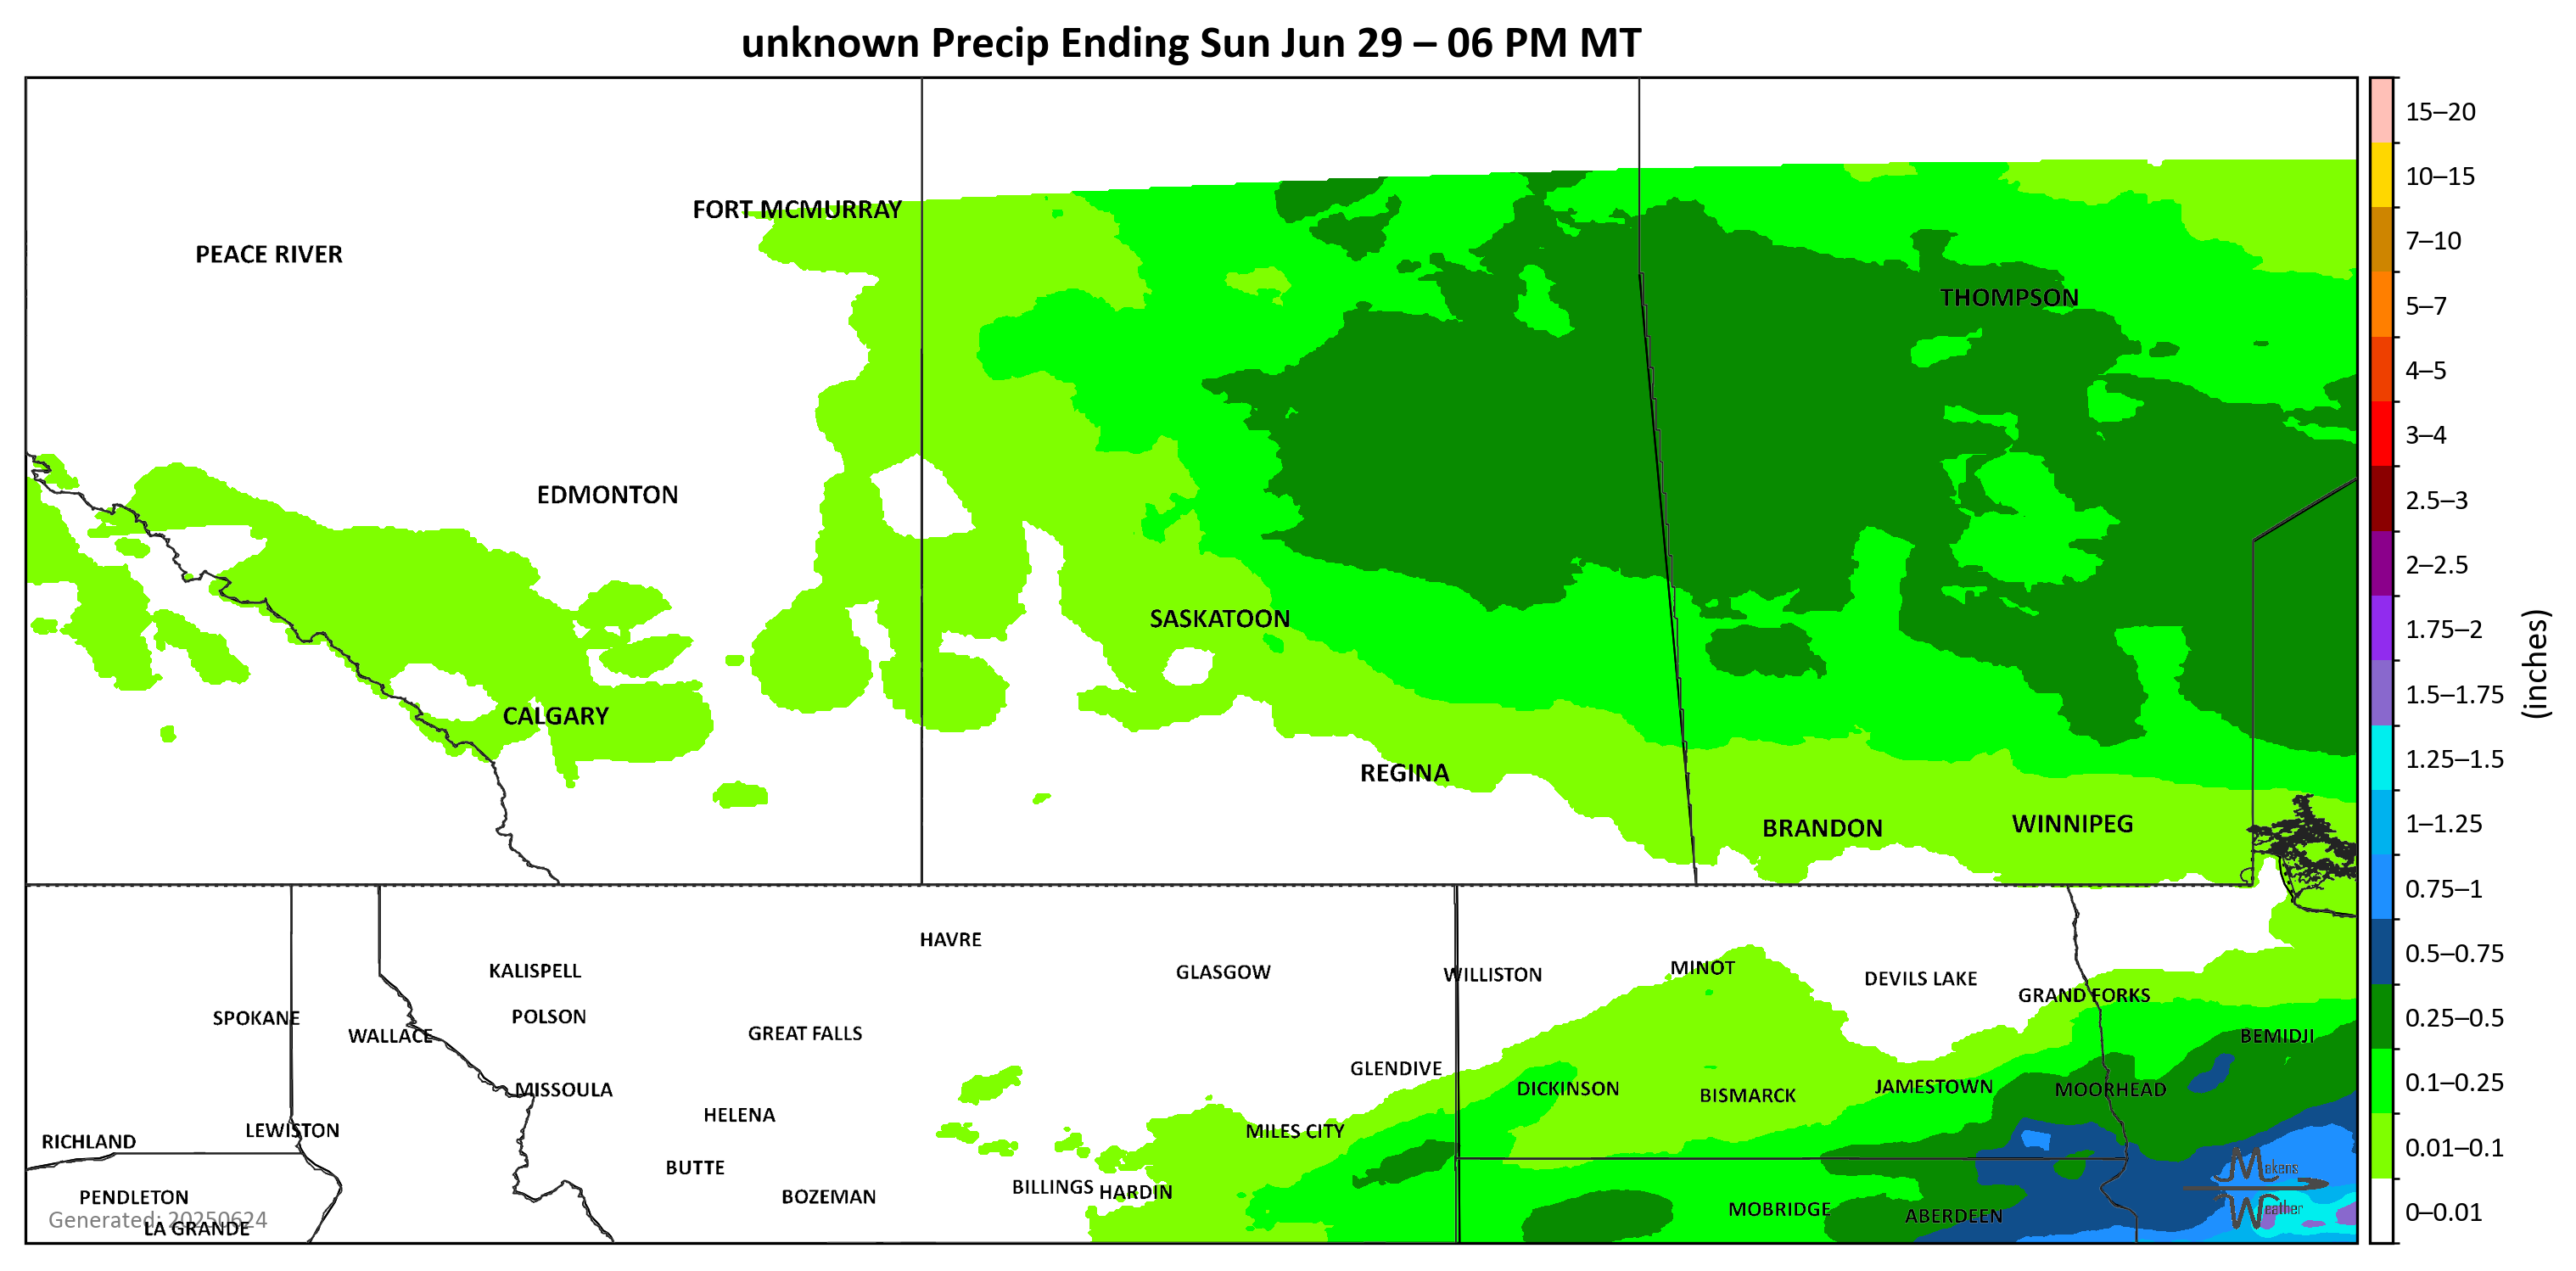 unknown Precip Ending Sun Jun 29 – 06 PM MT
FORT MCMURRAY
PEACE RIVER
THOMPSON
EDMONTON
SASKATOON
CALGARY
REGINA
BRANDON
WINNIPEG
HAVRE
KALISPELL
GLASGOW
WILLISTON
MINOT
DEVILS LAKE
GRAND FORKS
SPOKANE
POLSON
WALLACE
GREAT FALLS
BEMIDJI
GLENDIVE
MISSOULA
DICKINSON
BISMARCK
JAMESTOWN
MOORHEAD
HELENA
RICHLAND
LEWISTON
MILES CITY
BUTTE
PENDLETON
BOZEMAN
BILLINGS
HARDIN
MOBRIDGE
ABERDEEN
Generated: 20250624
LA GRANDE
Makens
Weather
15–20
10–15
7–10
5–7
4–5
3–4
2.5–3
2–2.5
1.75–2
1.5–1.75
1.25–1.5
1–1.25
0.75–1
0.5–0.75
0.25–0.5
0.1–0.25
0.01–0.1
0–0.01
(inches)